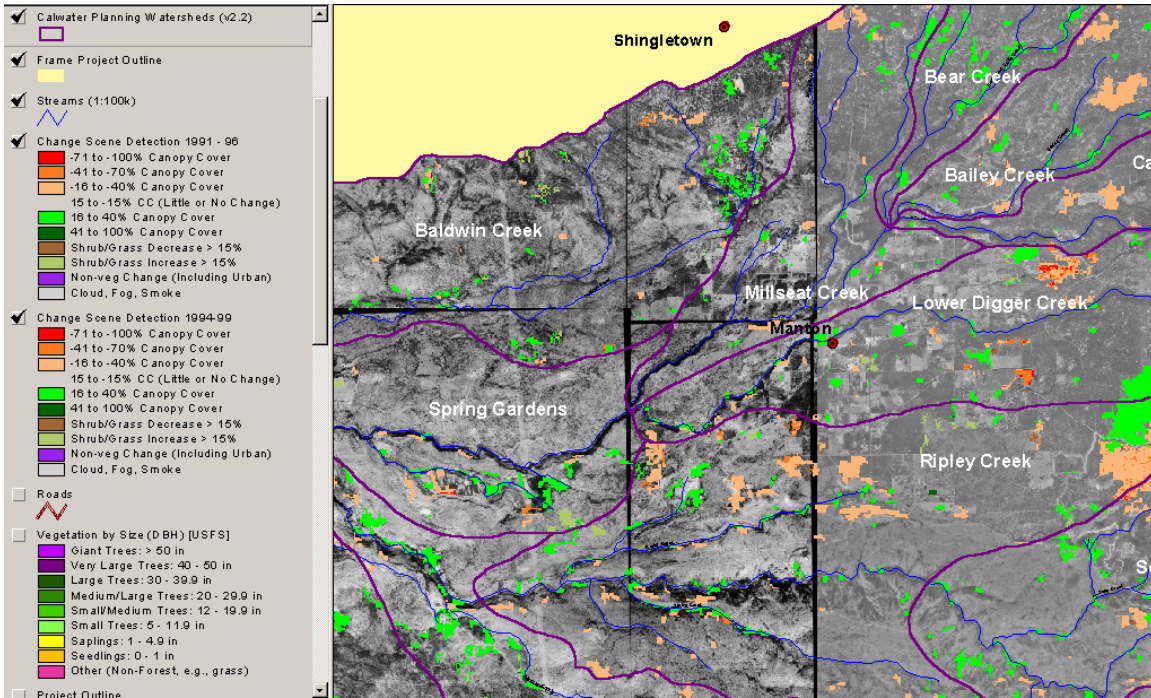 Calwater Planning Watersheds (v2.2)
Frame Project Outline
Streams (1:100k)
Change Scene Detection 1991 - 96
-71 to -100% Canopy Cover
-41 to -70% Canopy Cover
-16 to -40% Canopy Cover
15 to -15% CC (Little or No Change)
16 to 40% Canopy Cover
41 to 100% Canopy Cover
Shrub/Grass Decrease > 15%
Shrub/Grass Increase > 15%
Non-veg Change (Including Urban)
Cloud, Fog, Smoke
Change Scene Detection 1994-99
-71 to -100% Canopy Cover
-41 to -70% Canopy Cover
-16 to -40% Canopy Cover
15 to -15% CC (Little or No Change)
16 to 40% Canopy Cover
41 to 100% Canopy Cover
Shrub/Grass Decrease > 15%
Shrub/Grass Increase > 15%
Non-veg Change (Including Urban)
Cloud, Fog, Smoke
Roads
Vegetation by Size (DBH) [USFS]
Giant Trees: > 50 in
Very Large Trees: 40 - 50 in
Large Trees: 30 - 39.9 in
Medium/Large Trees: 20 - 29.9 in
Small/Medium Trees: 12 - 19.9 in
Small Trees: 5 - 11.9 in
Saplings: 1 - 4.9 in
Seedlings: 0 - 1 in
Other (Non-Forest, e.g., grass)
Project Outline
Shingletown
Bear Creek
Bailey Creek
Ca
Baldwin Creek
Millseat Creek
Lower Digger Creek
Manton
Spring Gardens
Ripley Creek